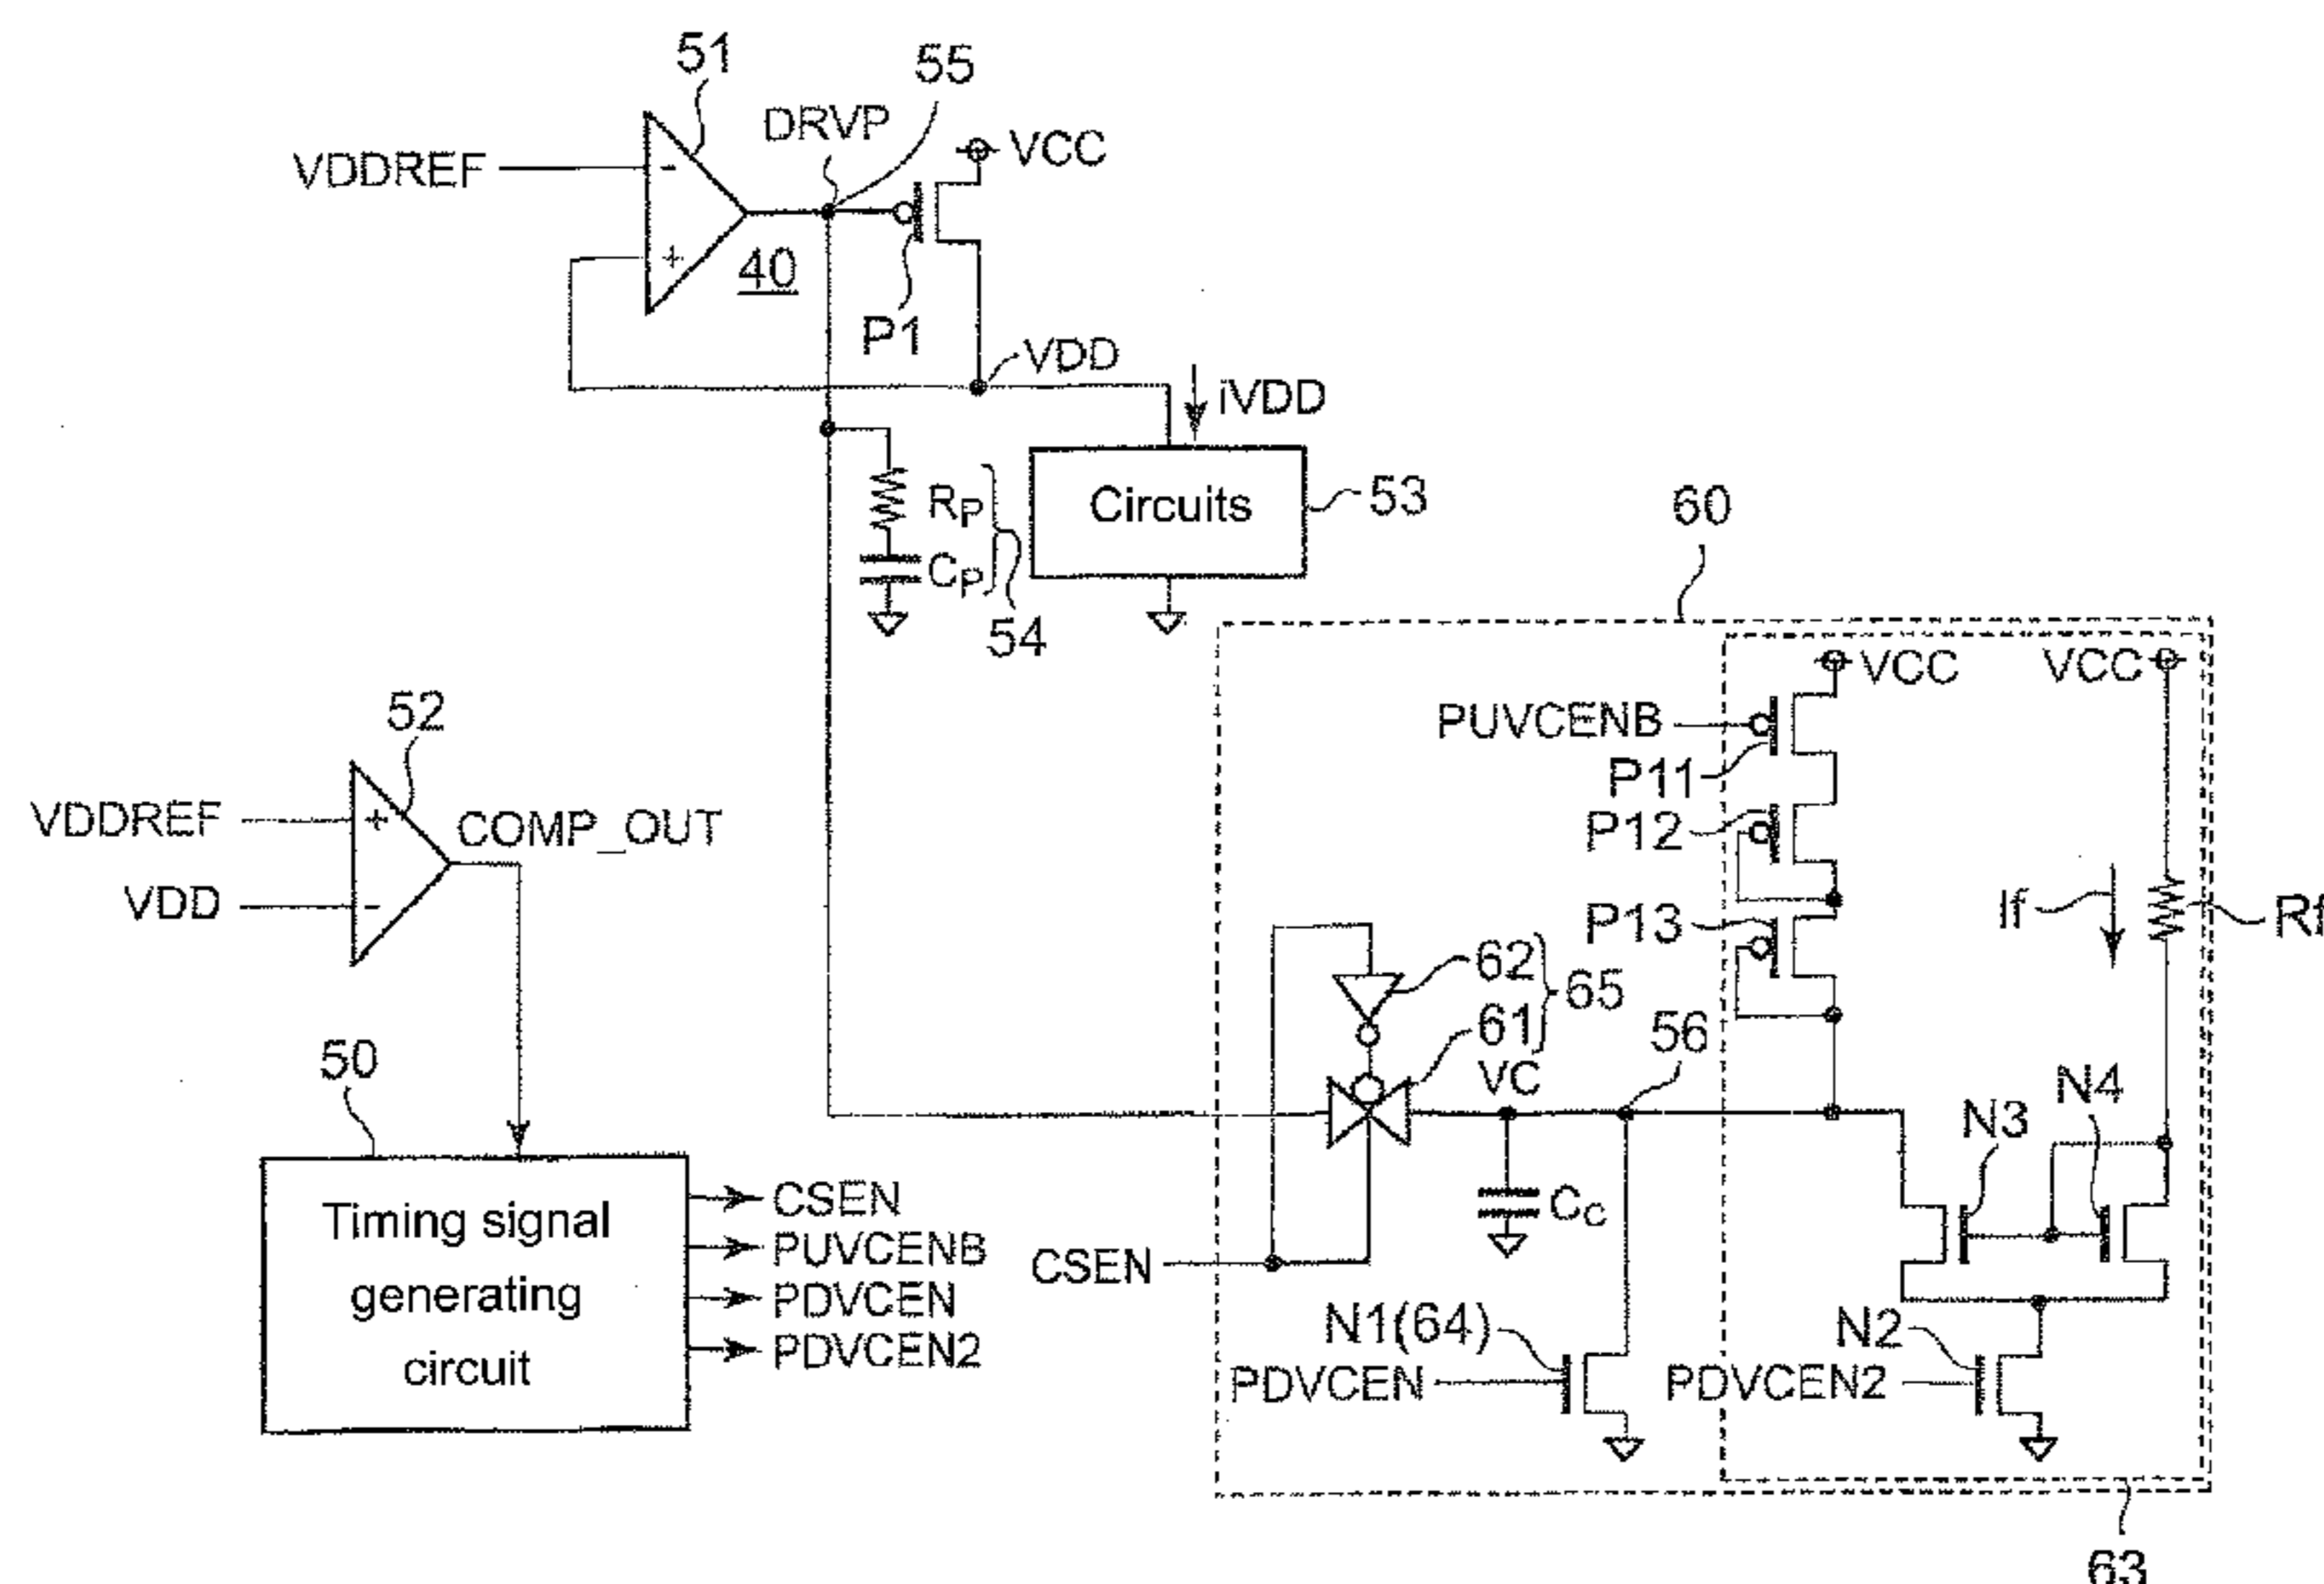 51
55
DRVP
VCC
VDDREF
-
+
40
P1
VDD
iVDD
RP
CP
54
Circuits
53
60
VCC
VCC
PUVCENB
P11
P12
P13
If
Rf
52
VDDREF
+
COMP_OUT
VDD
-
62
65
61
VC
56
N3
N4
50
Timing signal
generating
circuit
CSEN
PUVCENB
PDVCEN
PDVCEN2
CSEN
Cc
N1(64)
PDVCEN
N2
PDVCEN2
63